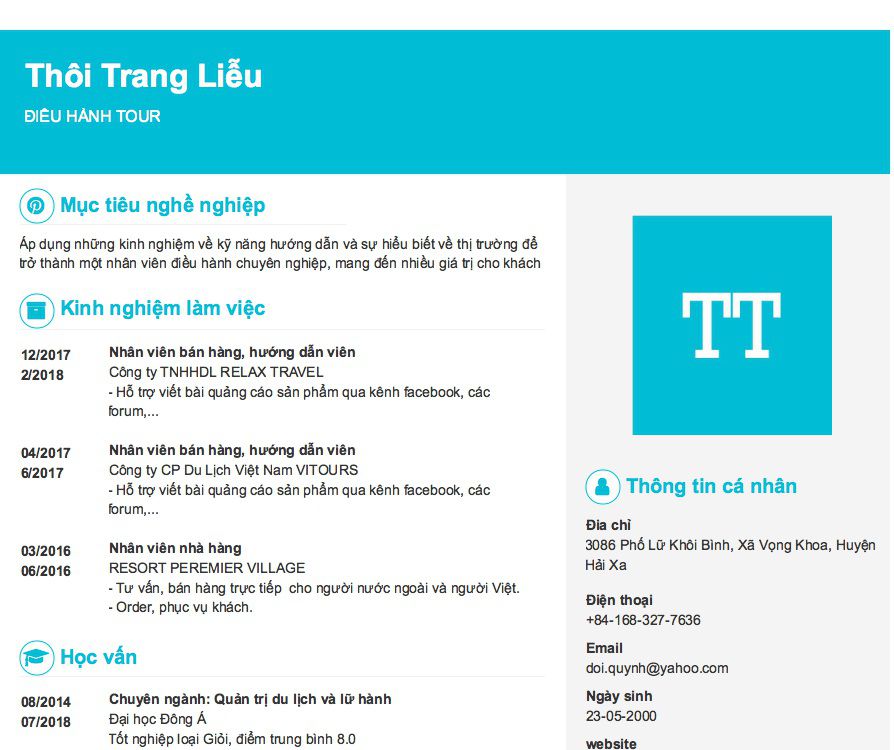 Thôi Trang Liễu
ĐIỀU HÀNH TOUR
Mục tiêu nghề nghiệp
Áp dụng những kinh nghiệm về kỹ năng hướng dẫn và sự hiểu biết về thị trường để
trở thành một nhân viên điều hành chuyên nghiệp, mang đến nhiều giá trị cho khách
Kinh nghiệm làm việc
12/2017 Nhân viên bán hàng, hướng dẫn viên
2/2018 Công ty TNHHDL RELAX TRAVEL
- Hỗ trợ viết bài quảng cáo sản phẩm qua kênh facebook, các
forum,...
04/2017 Nhân viên bán hàng, hướng dẫn viên
6/2017 Công ty CP Du Lịch Việt Nam VITOURS
- Hỗ trợ viết bài quảng cáo sản phẩm qua kênh facebook, các
forum,...
03/2016 Nhân viên nhà hàng
06/2016 RESORT PEREMIER VILLAGE
- Tư vấn, bán hàng trực tiếp cho người nước ngoài và người Việt.
- Order, phục vụ khách.
Học vấn
08/2014 Chuyên ngành: Quản trị du lịch và lữ hành
07/2018 Đại học Đông Á
Tốt nghiệp loại Giỏi, điểm trung bình 8.0
TT
Thông tin cá nhân
Địa chỉ
3086 Phố Lữ Khôi Bình, Xã Vọng Khoa, Huyện
Hải Xa
Điện thoại
+84-168-327-7636
Email
doi.quynh@yahoo.com
Ngày sinh
23-05-2000
website